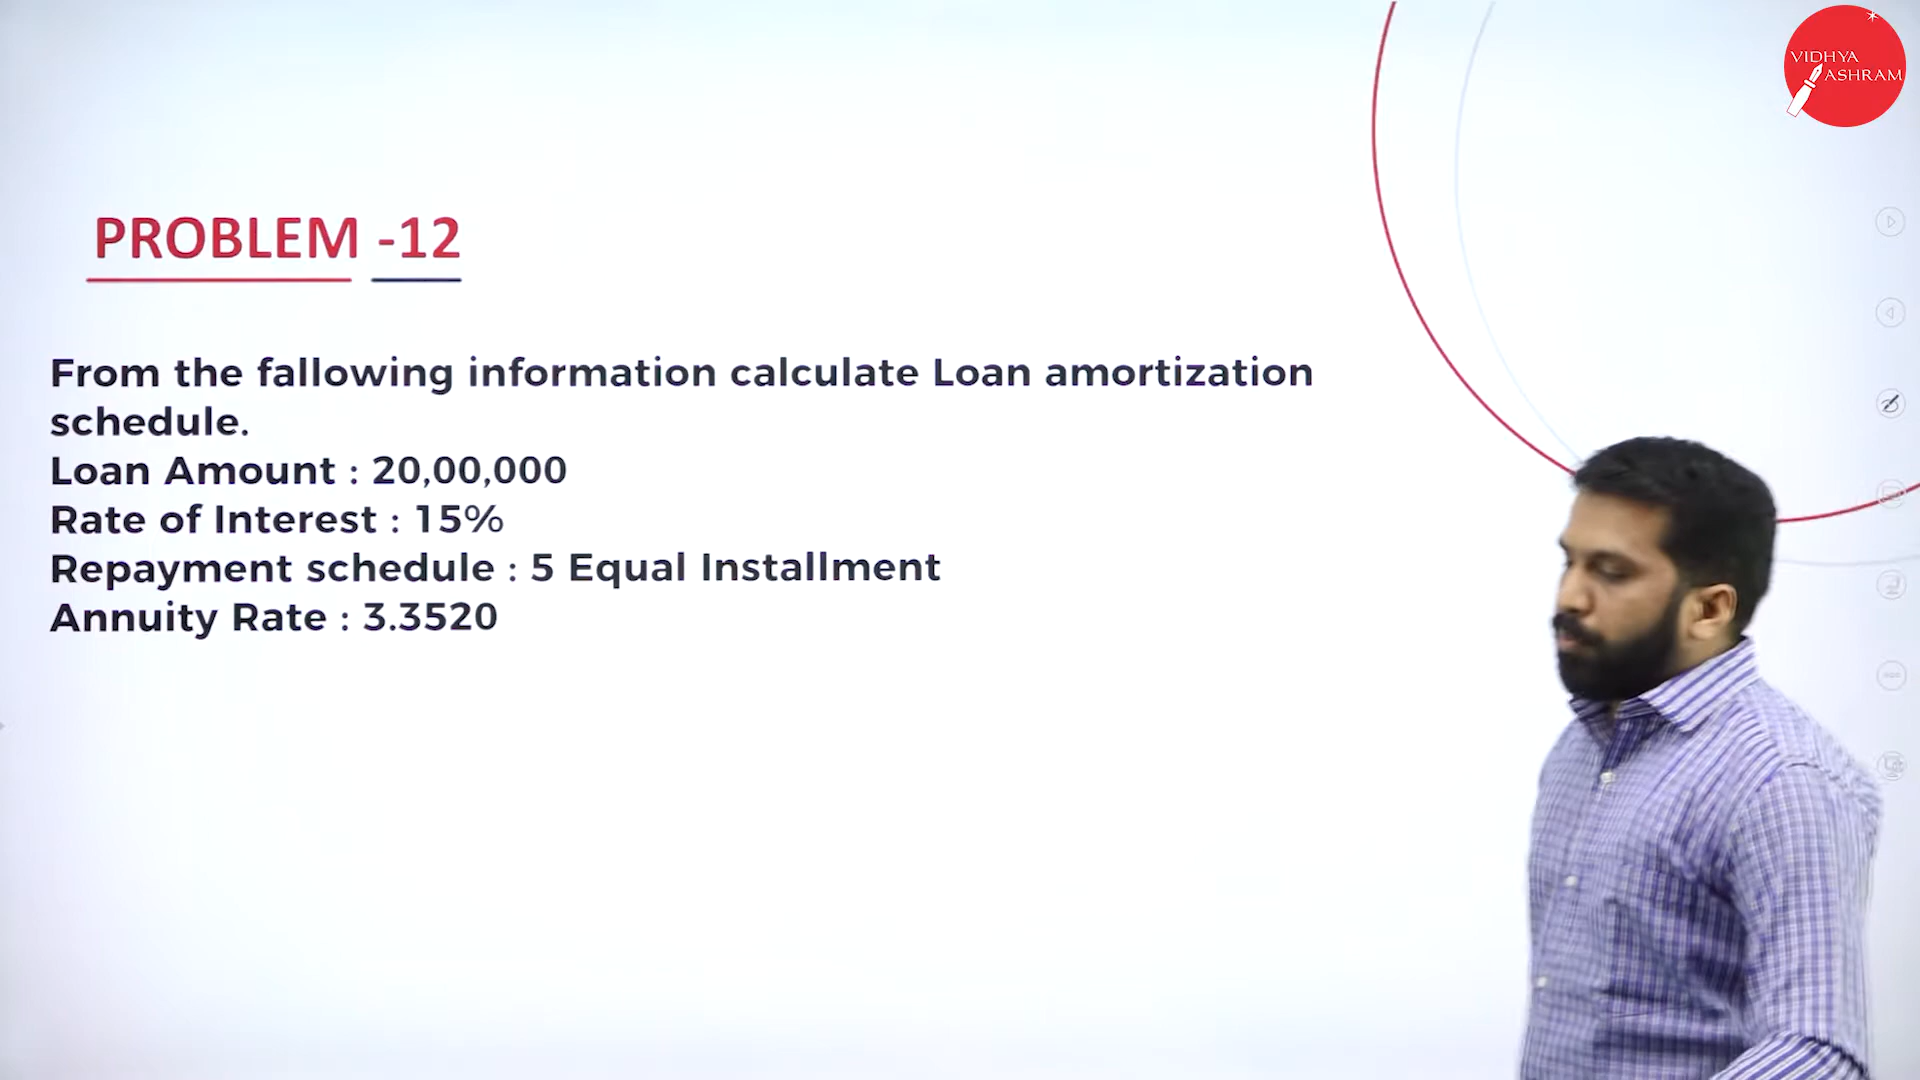 VIDHYA
ASHRAM
PROBLEM -12
From the fallowing information calculate Loan amortization
schedule.
Loan Amount : 20,00,000
Rate of Interest : 15%
Repayment schedule : 5 Equal Installment
Annuity Rate : 3.3520